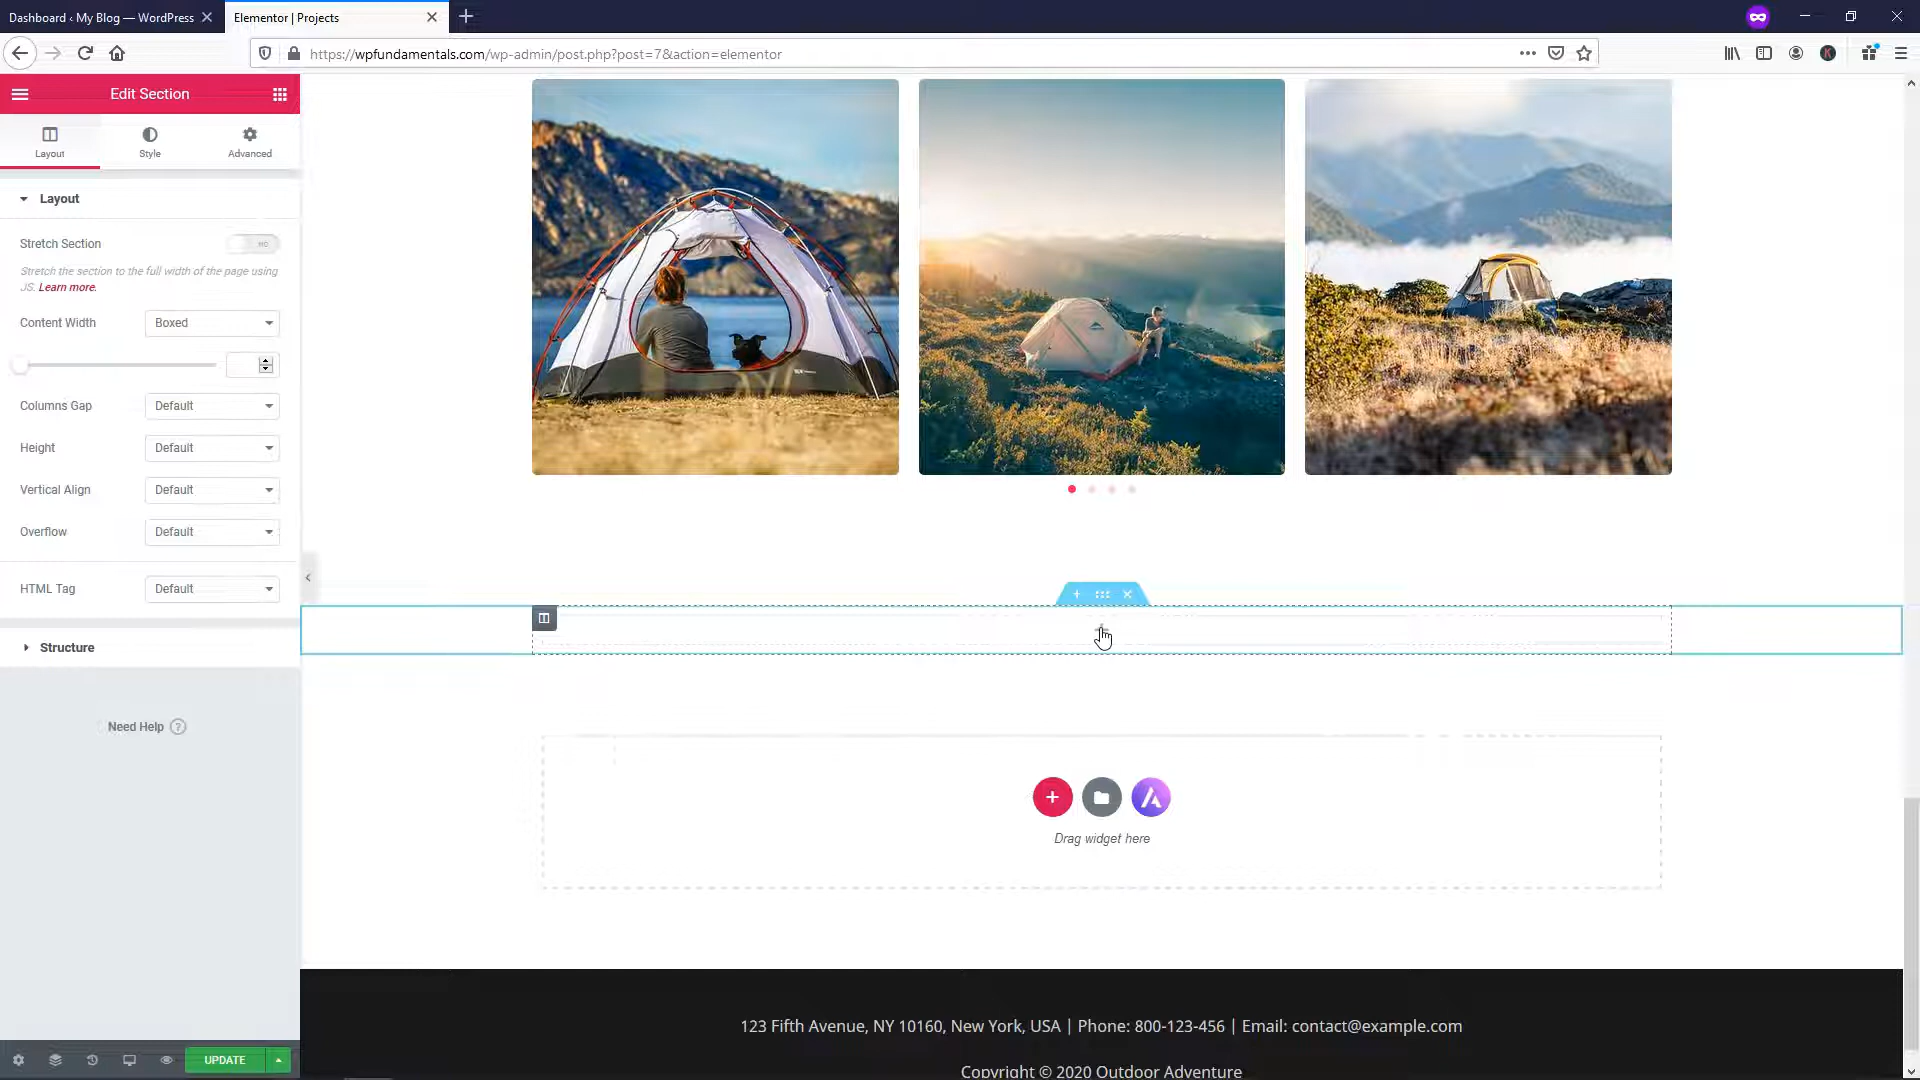 Dashboard ‹ My Blog — WordPress
Elementor | Projects
https://wpfundamentals.com/wp-admin/post.php?post=7&action=elementor
Edit Section
Layout
Style
Advanced
Layout
Stretch Section
NO
Stretch the section to the full width of the page using
JS. Learn more.
Content Width
Boxed
Columns Gap
Default
Height
Default
Vertical Align
Default
Overflow
Default
HTML Tag
Default
Structure
Need Help
Drag widget here
UPDATE
123 Fifth Avenue, NY 10160, New York, USA | Phone: 800-123-456 | Email: contact@example.com
Copyright © 2020 Outdoor Adventure